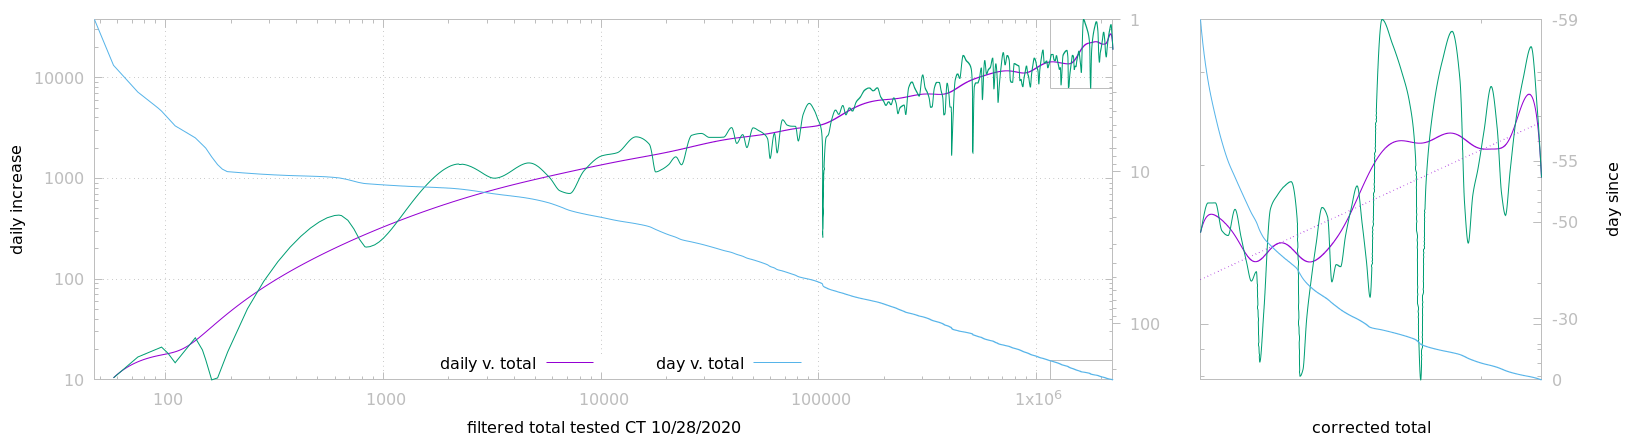 daily increase
10000
1000
100
10
100
1000
10000
100000
1x10^6
1
10
100
daily v. total
day v. total
filtered total tested CT 10/28/2020
-59
-55
-50
-30
0
day since
corrected total